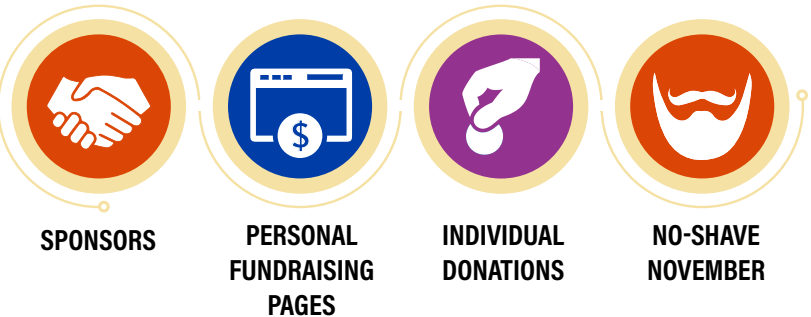 $
SPONSORS
PERSONAL
FUNDRAISING
PAGES
INDIVIDUAL
DONATIONS
NO-SHAVE
NOVEMBER